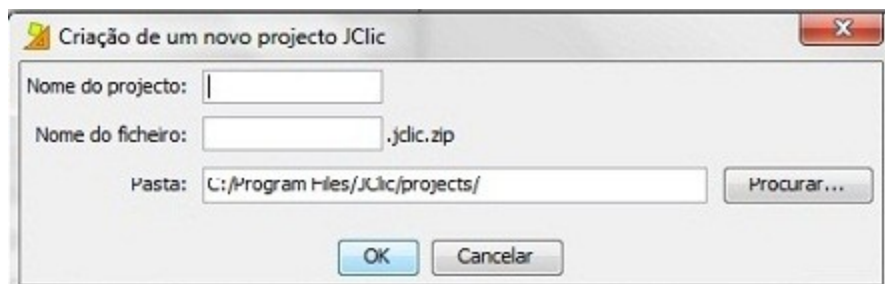 Criação de um novo projecto JClic
Nome do projecto:
Nome do ficheiro: .jclic.zip
Pasta: C:/Program Files/JClic/projects/ Procurar...
OK Cancelar